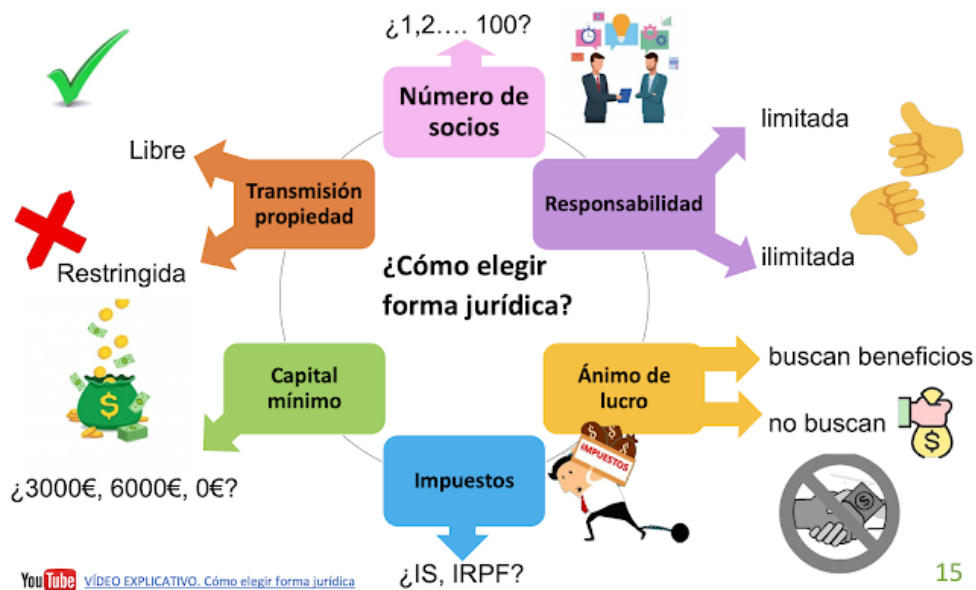 ¿1,2.... 100?
Número de
socios
limitada
Libre
Transmisión
propiedad
Responsabilidad
Restringida
ilimitada
¿Cómo elegir
forma jurídica?
Capital
mínimo
Ánimo de
lucro
buscan beneficios
no buscan
$
$
$
$
$
IMPUESTOS
Impuestos
¿3000€, 6000€, 0€?
¿IS, IRPF?
YouTube VÍDEO EXPLICATIVO. Cómo elegir forma jurídica
15